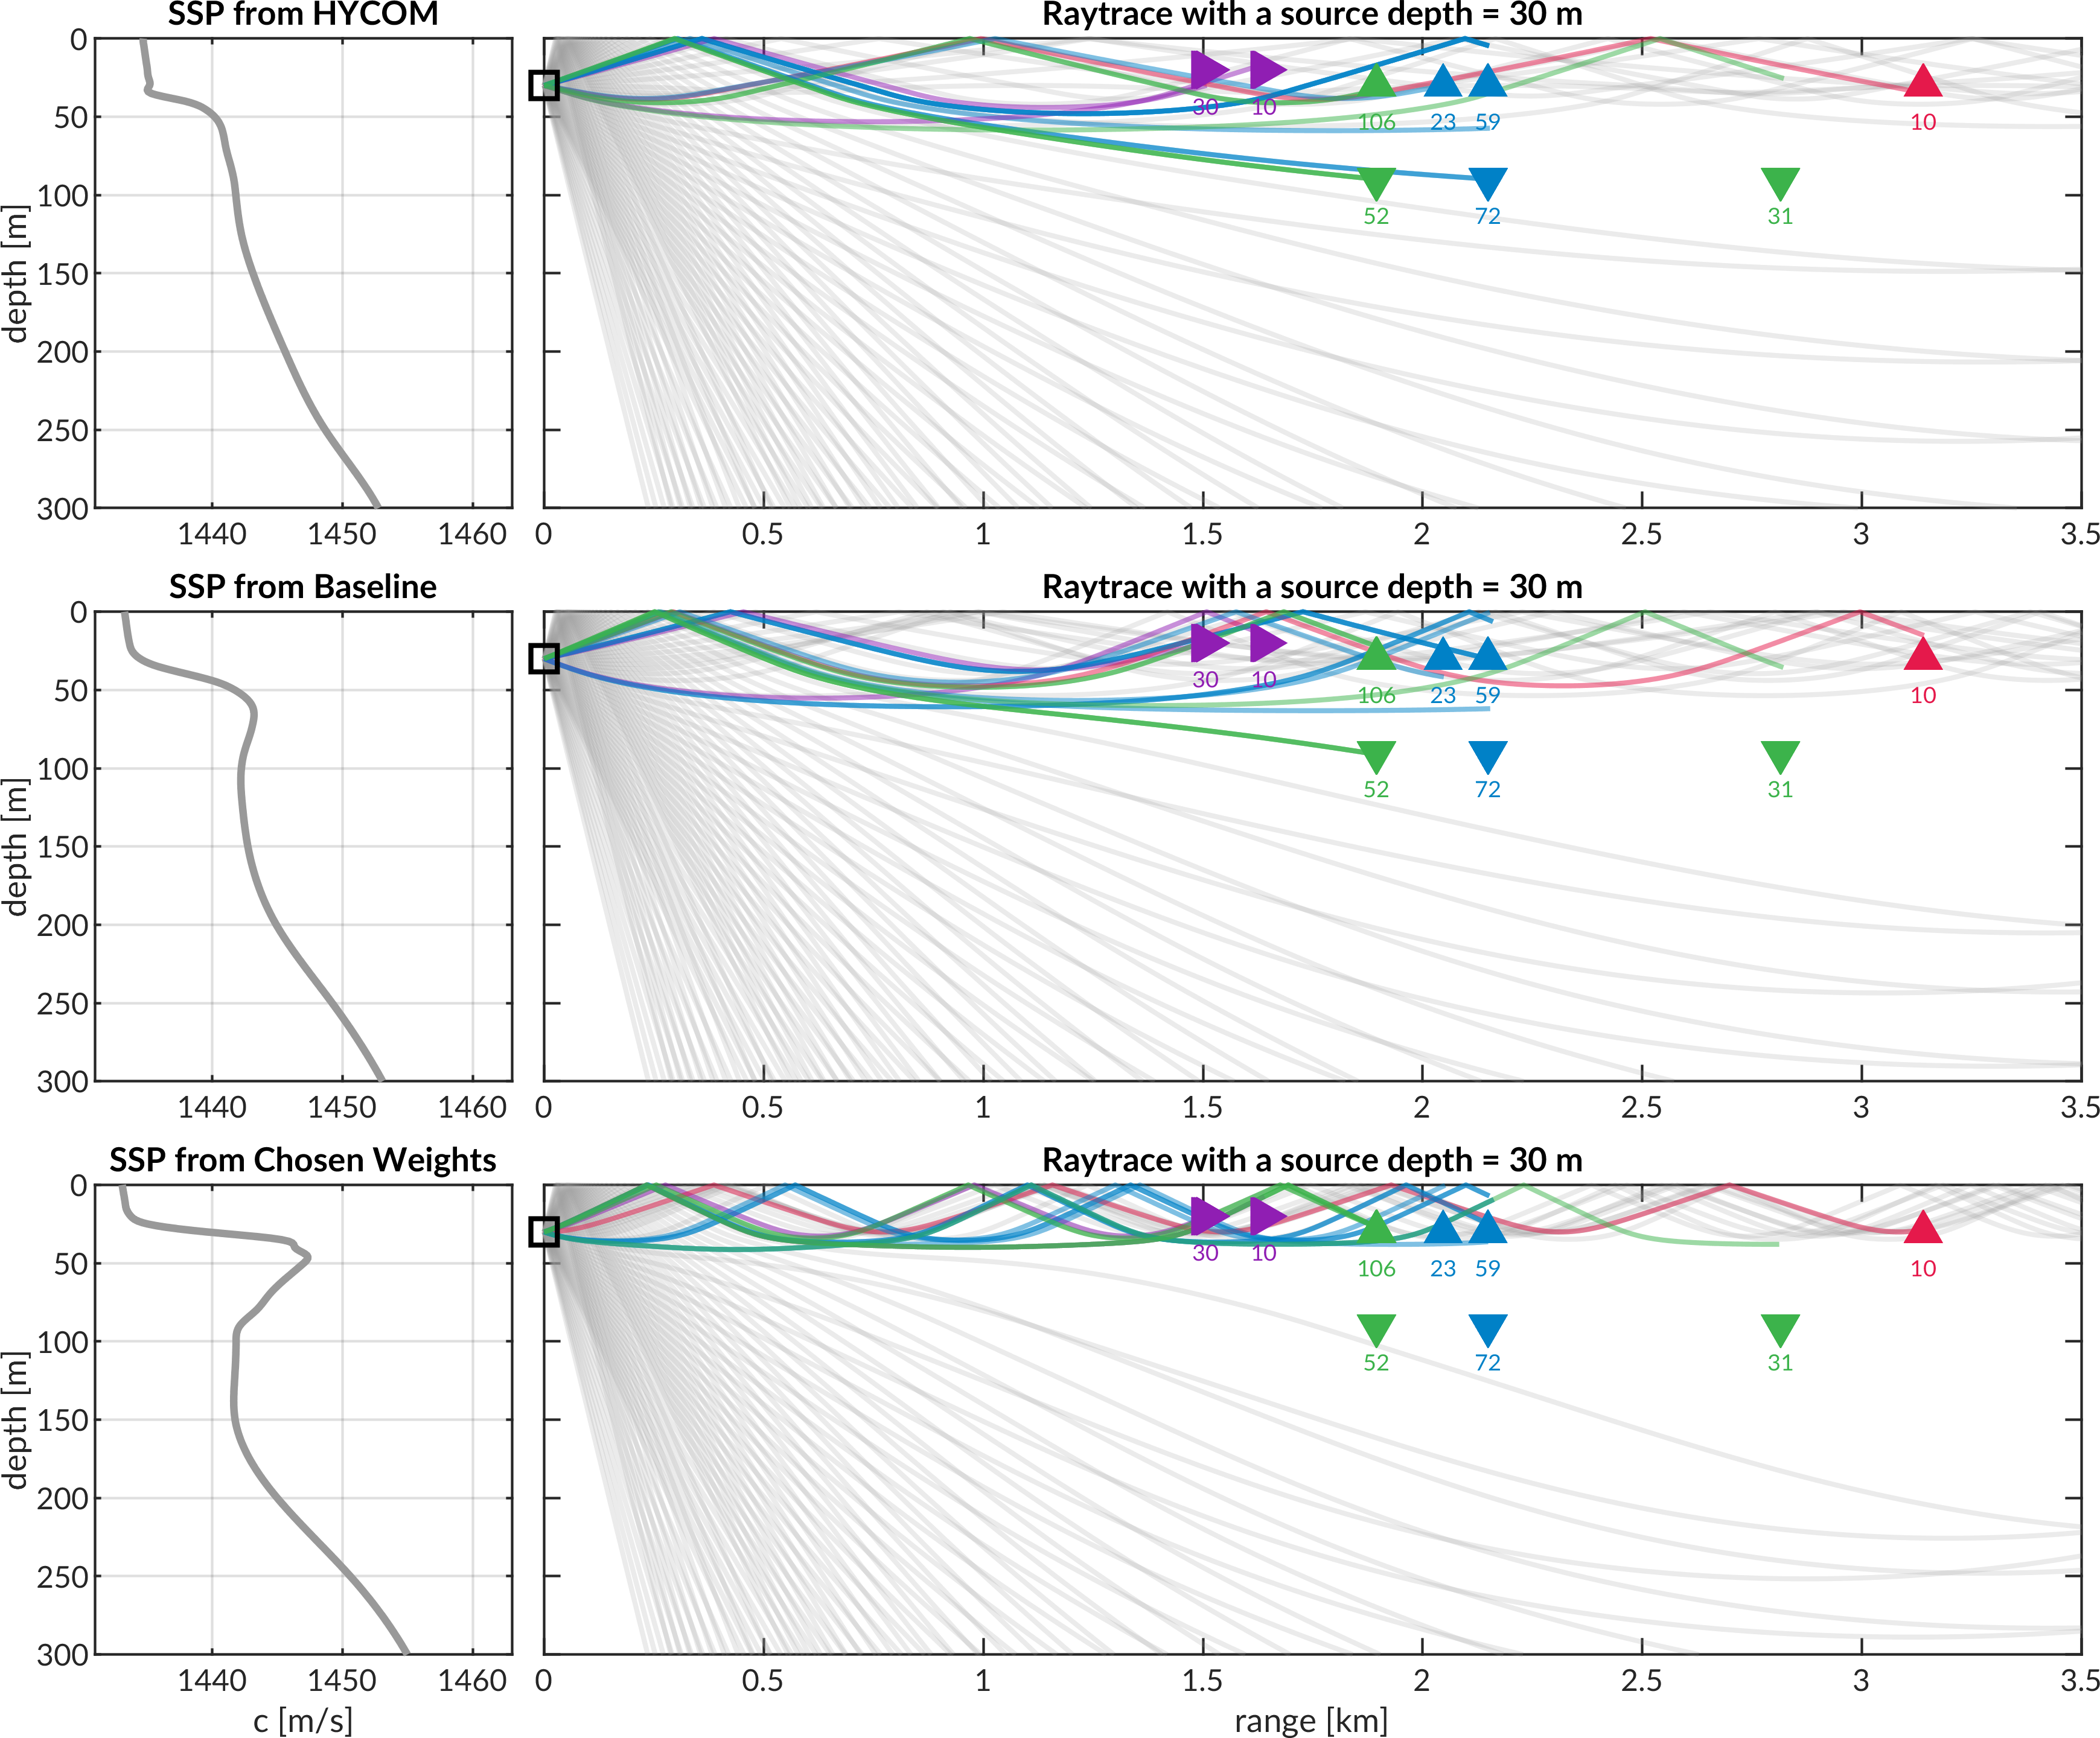 SSP from HYCOM
Raytrace with a source depth = 30 m
depth [m]
0
50
100
150
200
250
300
1440 1450 1460
30 10 106 23 59 10
52 72 31
0 0.5 1 1.5 2 2.5 3 3.5
SSP from Baseline
Raytrace with a source depth = 30 m
depth [m]
0
50
100
150
200
250
300
1440 1450 1460
30 10 106 23 59 10
52 72 31
0 0.5 1 1.5 2 2.5 3 3.5
SSP from Chosen Weights
Raytrace with a source depth = 30 m
depth [m]
0
50
100
150
200
250
300
1440 1450 1460
c [m/s]
30 10 106 23 59 10
52 72 31
0 0.5 1 1.5 2 2.5 3 3.5
range [km]